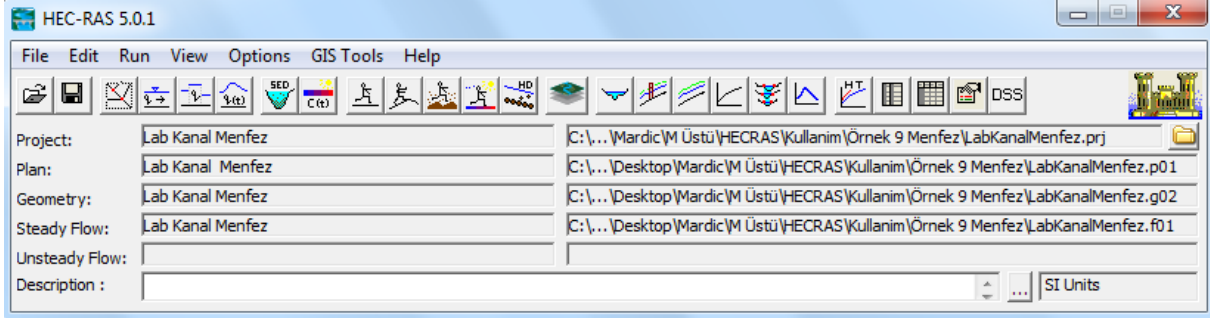 HEC-RAS 5.0.1
File Edit Run View Options GIS Tools Help
SED C(t) HD HT DSS
Project: Lab Kanal Menfez C:\...\Mardic\M Üstü\HECRAS\Kullanim\Örnek 9 Menfez\LabKanalMenfez.prj
Plan: Lab Kanal  Menfez C:\...\Desktop\Mardic\M Üstü\HECRAS\Kullanim\Örnek 9 Menfez\LabKanalMenfez.p01
Geometry: Lab Kanal Menfez C:\...\Desktop\Mardic\M Üstü\HECRAS\Kullanim\Örnek 9 Menfez\LabKanalMenfez.g02
Steady Flow: Lab Kanal Menfez C:\...\Desktop\Mardic\M Üstü\HECRAS\Kullanim\Örnek 9 Menfez\LabKanalMenfez.f01
Unsteady Flow:
Description : ... SI Units